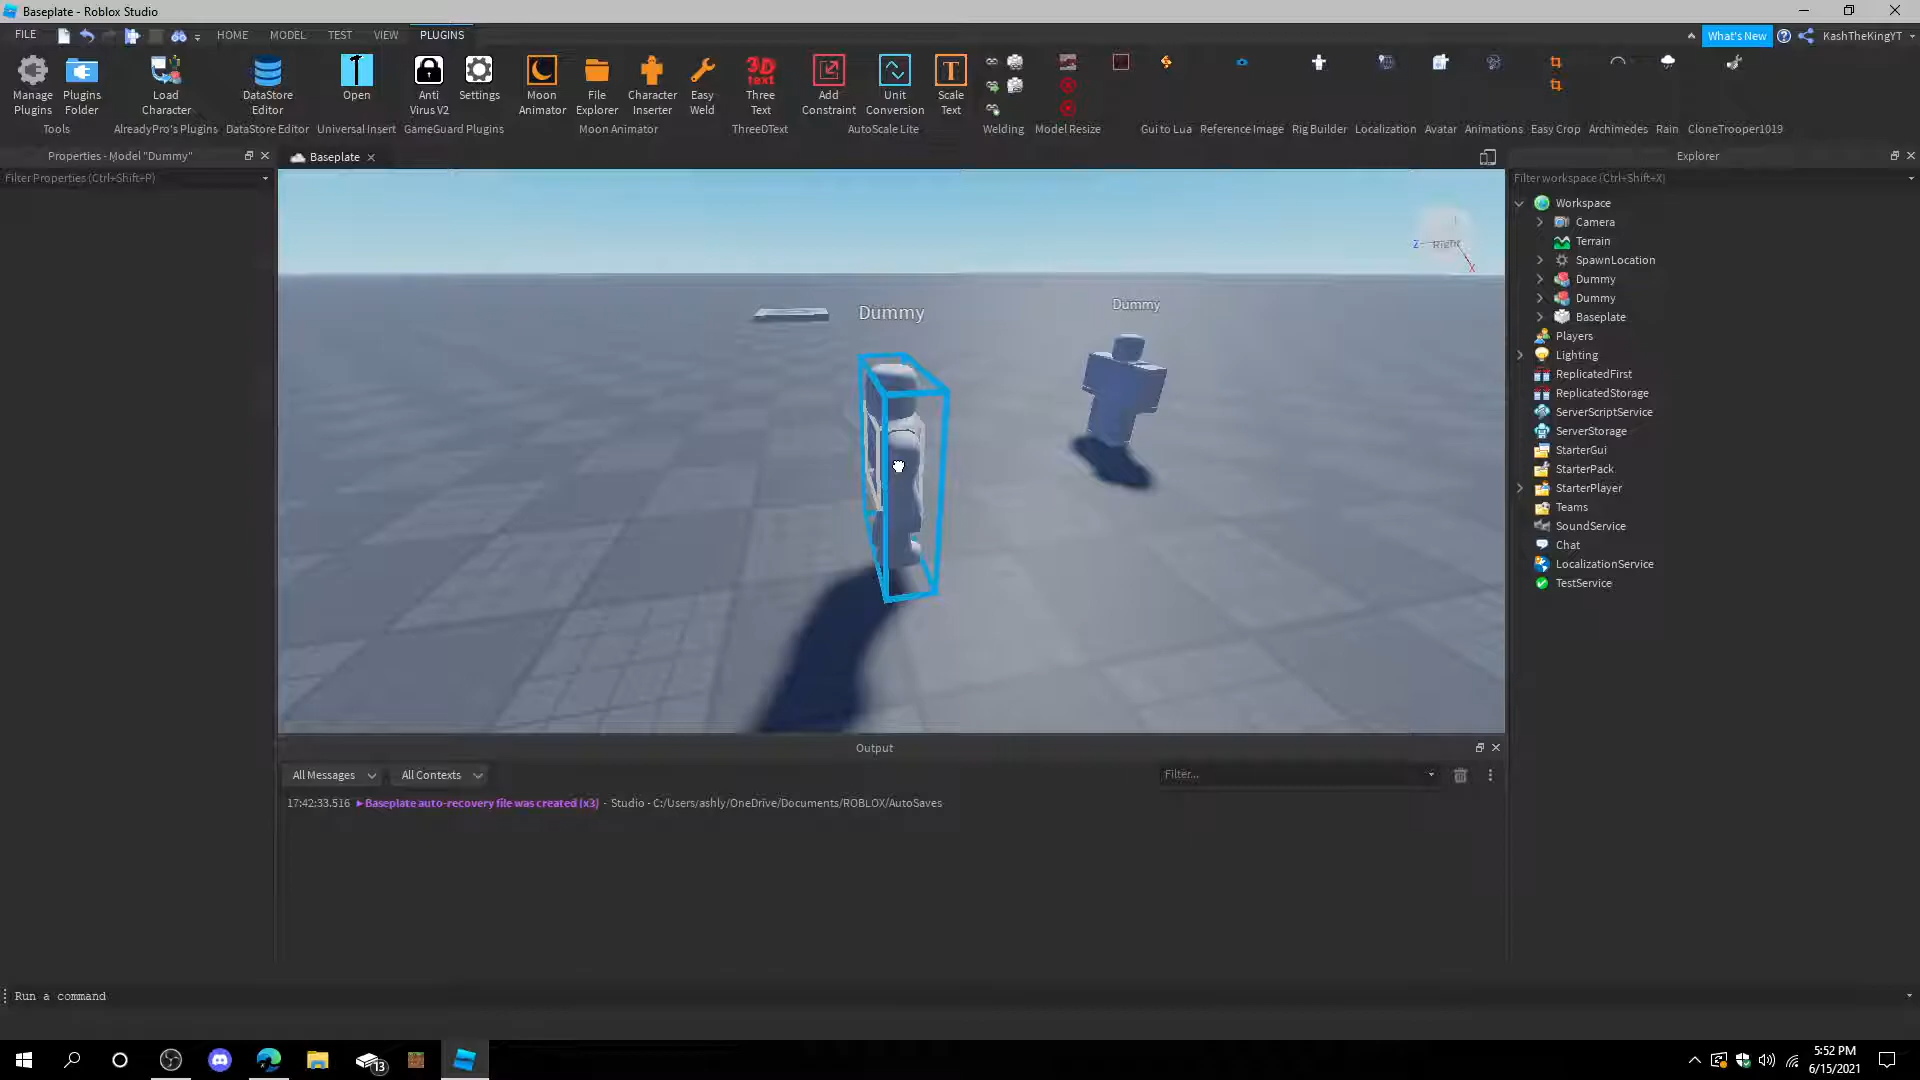 Baseplate - Roblox Studio
FILE HOME MODEL TEST VIEW PLUGINS What's New KashTheKingYT
Manage Plugins
Plugins Folder
Load Character
DataStore Editor
Open
Anti Virus V2
Settings
Moon Animator
File Explorer
Character Inserter
Easy Weld
3D text
Three Text
Add Constraint
Unit Conversion
T
Scale Text
Tools AlreadyPro's Plugins DataStore Editor Universal Insert GameGuard Plugins Moon Animator ThreeDText AutoScale Lite Welding Model Resize Gui to Lua Reference Image Rig Builder Localization Avatar Animations Easy Crop Archimedes Rain CloneTrooper1019
Properties - Model "Dummy"
Filter Properties (Ctrl+Shift+P)
Baseplate
Z Right X
Dummy
Dummy
Explorer
Filter workspace (Ctrl+Shift+X)
Workspace
Camera
Terrain
SpawnLocation
Dummy
Dummy
Baseplate
Players
Lighting
ReplicatedFirst
ReplicatedStorage
ServerScriptService
ServerStorage
StarterGui
StarterPack
StarterPlayer
Teams
SoundService
Chat
LocalizationService
TestService
Output
All Messages All Contexts Filter...
17:42:33.516 Baseplate auto-recovery file was created (x3) - Studio - C:/Users/ashly/OneDrive/Documents/ROBLOX/AutoSaves
Run a command
13
5:52 PM
6/15/2021